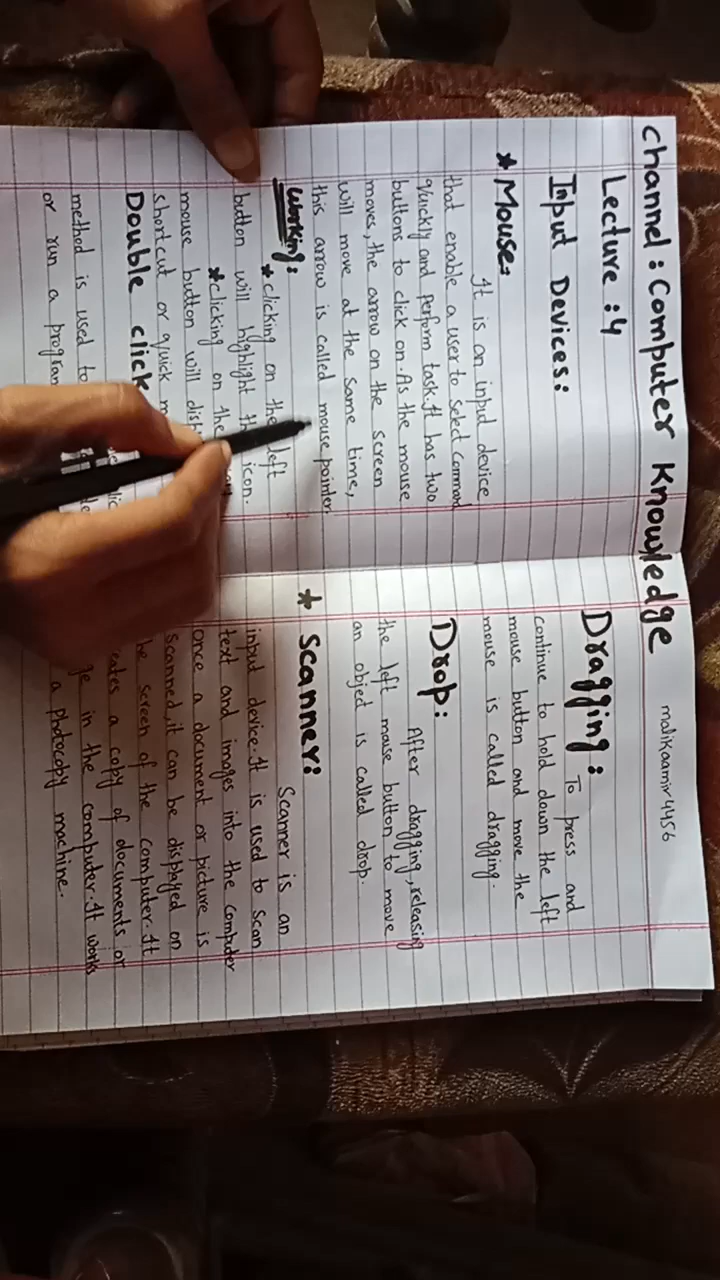 channel: Computer Knowledge
malikaamir4456
Lecture: 4
Input Devices:
* Mouse:
It is an input device
that enable a user to select command
quickly and perform task. It has two
buttons to click on. As the mouse
moves, the arrow on the screen
will move at the same time,
this arrow is called mouse pointer
Working:
* clicking on the left
button will highlight the icon.
* clicking on the
mouse button will
shortcut or quick
Double click
method is used to
or run a program
Dragging:
To press and
continue to hold down the left
mouse button and move the
mouse is called dragging.
Drop:
After dragging, releasing
the left mouse button to move
an object is called drop.
* Scanner:
Scanner is an
input device. It is used to scan
text and images into the computer
once a document or picture is
scanned, it can be displayed on
screen of the computer. It
a copy of documents or
in the computer. It works
a photocopy machine.